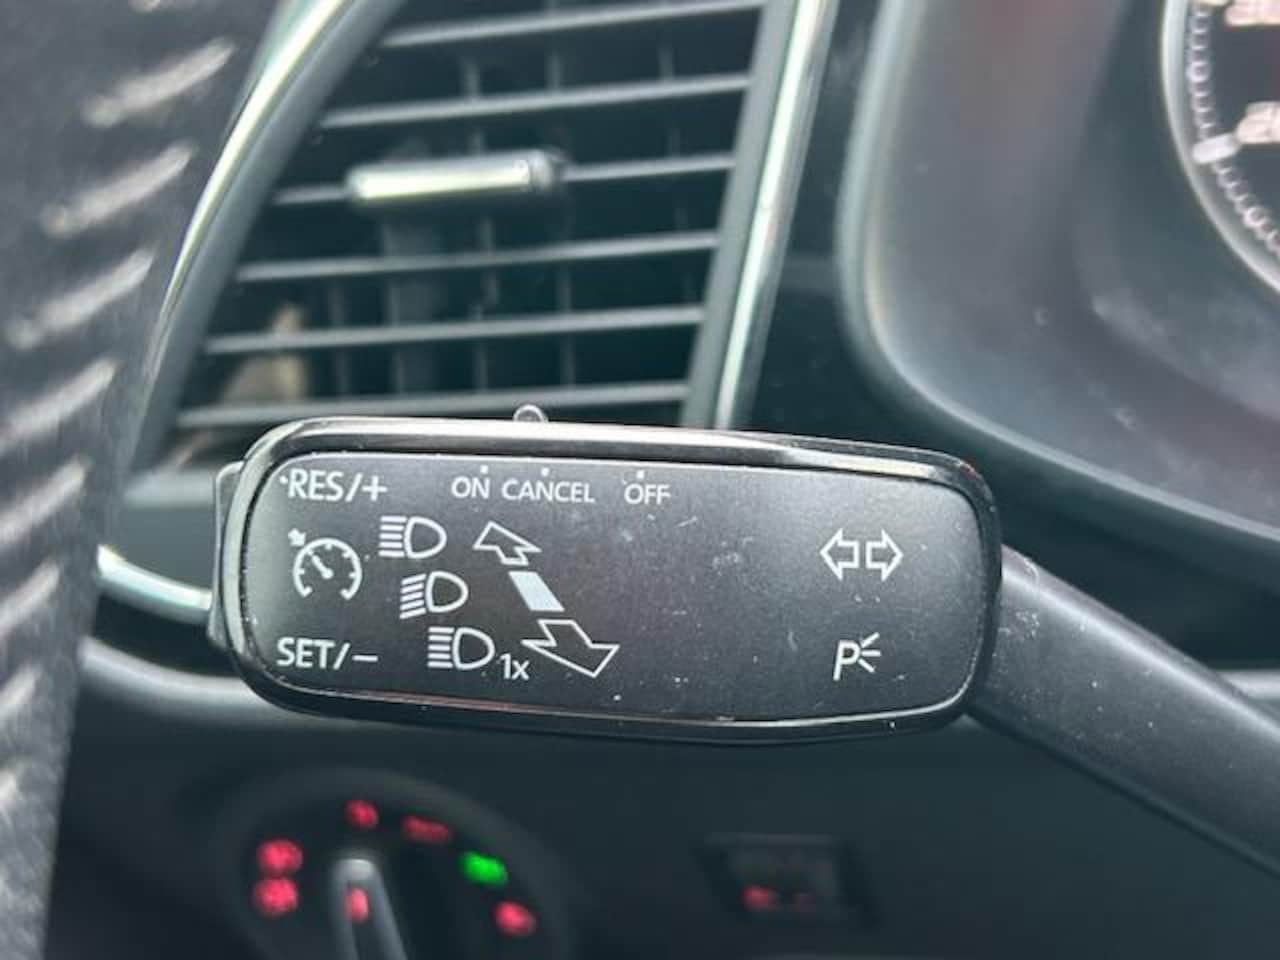 RES/+ ON CANCEL OFF
SET/− 1x P